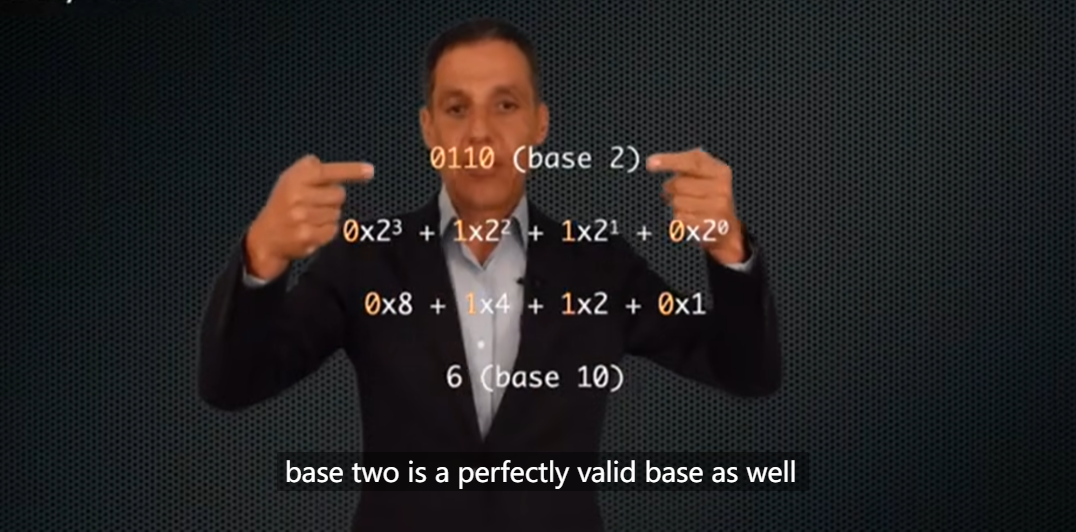 0110 (base 2)
0x2³ + 1x2² + 1x2¹ + 0x2⁰
0x8 + 1x4 + 1x2 + 0x1
6 (base 10)
base two is a perfectly valid base as well